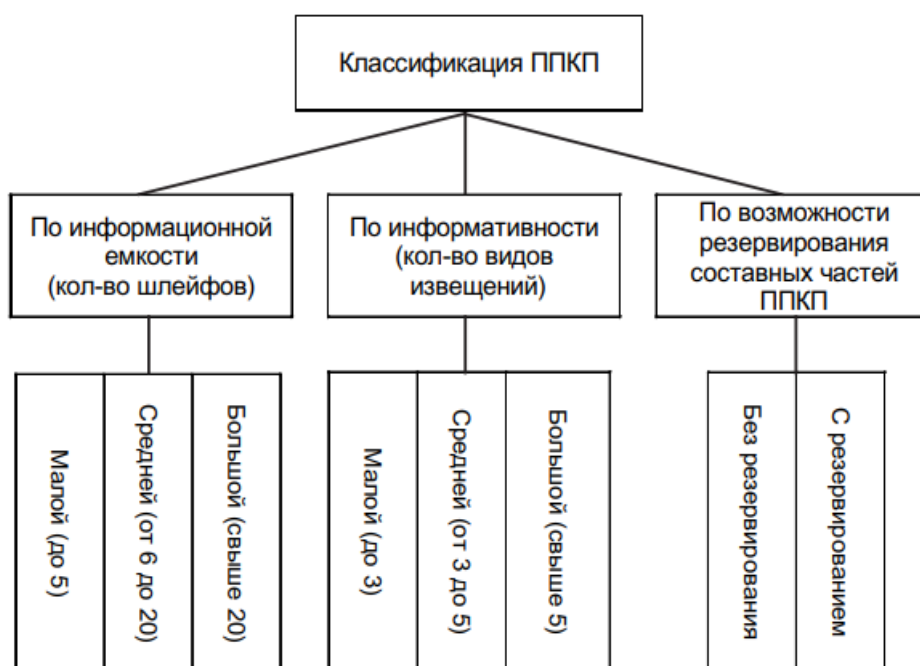 Классификация ППКП
По информационной
емкости
(кол-во шлейфов)
По информативности
(кол-во видов
извещений)
По возможности
резервирования
составных частей
ППКП
Малой (до 5)
Средней (от 6 до 20)
Большой (свыше 20)
Малой (до 3)
Средней (от 3 до 5)
Большой (свыше 5)
Без резервирования
С резервированием